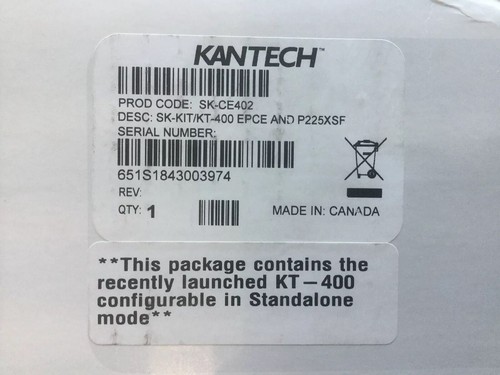 KANTECH™
PROD CODE: SK-CE402
DESC: SK-KIT/KT-400 EPCE AND P225XSF
SERIAL NUMBER:
651S1843003974
REV:
QTY: 1
MADE IN: CANADA
**This package contains the
recently launched KT-400
configurable in Standalone
mode**